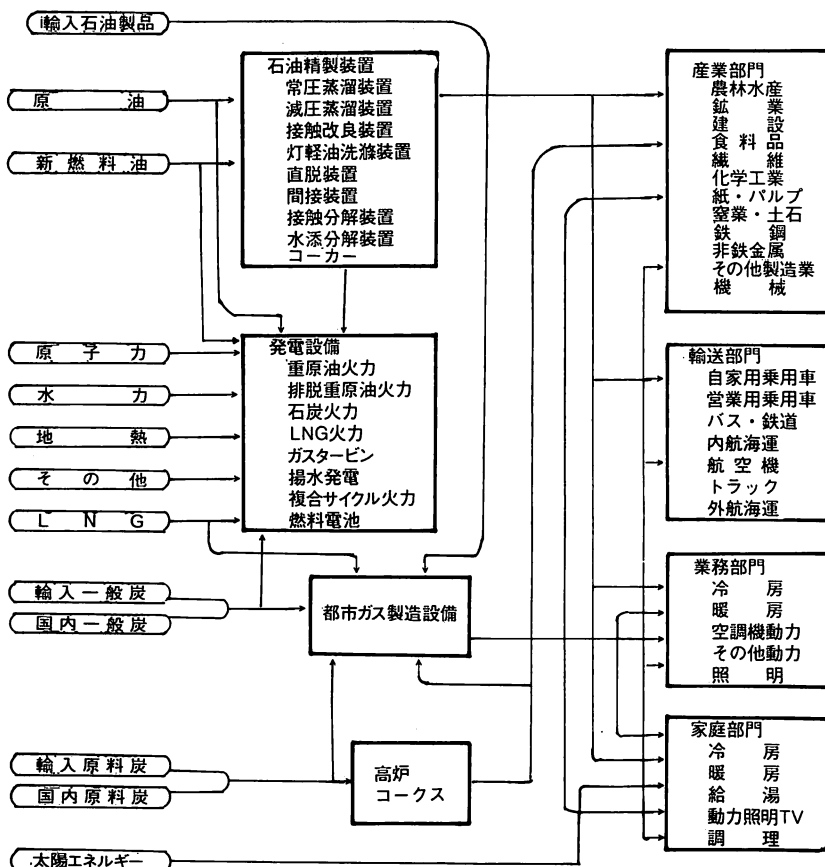 輸入石油製品
原油
新燃料油
原子力
水力
地熱
その他
LNG
輸入一般炭
国内一般炭
輸入原料炭
国内原料炭
太陽エネルギー
石油精製装置
常圧蒸溜装置
減圧蒸溜装置
接触改良装置
灯軽油洗滌装置
直脱装置
間接装置
接触分解装置
水添分解装置
コーカー
発電設備
重原油火力
排脱重原油火力
石炭火力
LNG火力
ガスタービン
揚水発電
複合サイクル火力
燃料電池
都市ガス製造設備
高炉
コークス
産業部門
農林水産
鉱業
建設
食料品
繊維
化学工業
紙・パルプ
窒業・土石
鉄鋼
非鉄金属
その他製造業
機械
輸送部門
自家用乗用車
営業用乗用車
バス・鉄道
内航海運
航空機
トラック
外航海運
業務部門
冷房
暖房
空調機動力
その他動力
照明
家庭部門
冷房
暖房
給湯
動力照明TV
調理